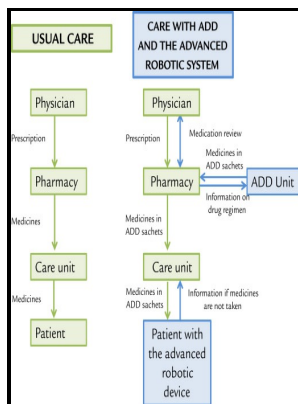 USUAL CARE
Physician
Prescription
Pharmacy
Medicines
Care unit
Medicines
Patient
CARE WITH ADD
AND THE ADVANCED
ROBOTIC SYSTEM
Physician
Prescription
Medication review
Medicines in
ADD sachets
Pharmacy
ADD Unit
Information on
drug regimen
Medicines in
ADD sachets
Care unit
Medicines in
ADD sachets
Information if medicines
are not taken
Patient with
the advanced
robotic
device